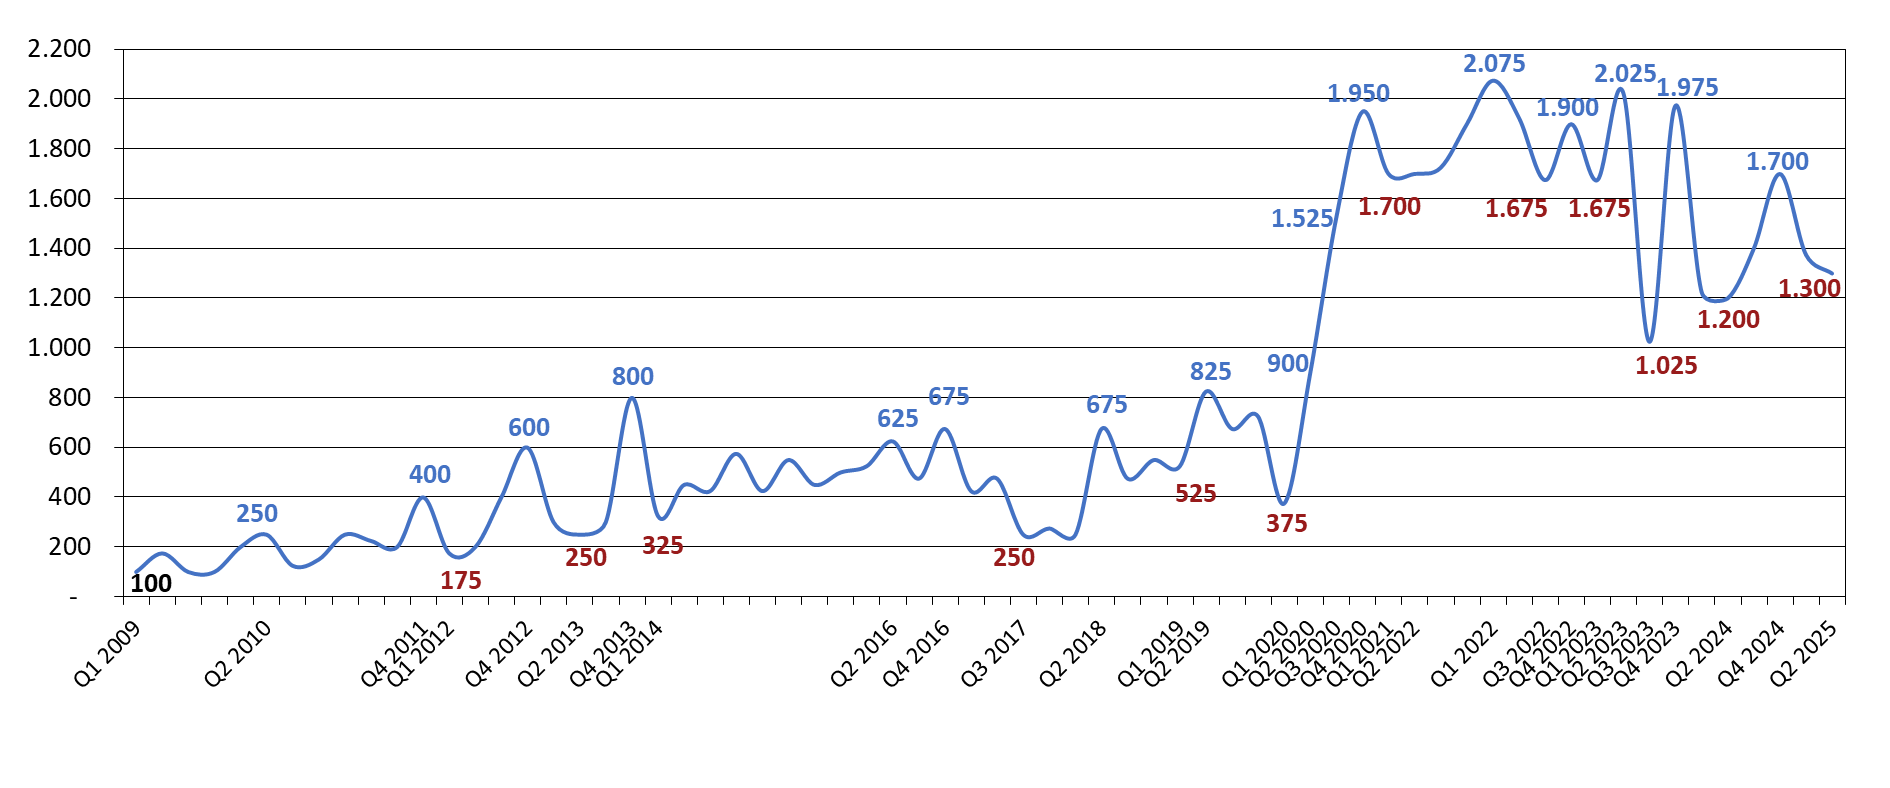 2.200
2.000
1.800
1.600
1.400
1.200
1.000
800
600
400
200
-
100
250
400
175
600
250
800
325
625
675
250
675
525
825
375
900
1.525
1.950
1.700
2.075
1.675
1.900
1.675
2.025
1.025
1.975
1.200
1.700
1.300
Q1 2009
Q2 2010
Q4 2011
Q1 2012
Q4 2012
Q2 2013
Q4 2013
Q1 2014
Q2 2016
Q4 2016
Q3 2017
Q2 2018
Q1 2019
Q2 2019
Q1 2020
Q2 2020
Q3 2020
Q4 2020
Q1 2021
Q2 2022
Q1 2022
Q3 2022
Q4 2022
Q1 2023
Q2 2023
Q3 2023
Q4 2023
Q2 2024
Q4 2024
Q2 2025